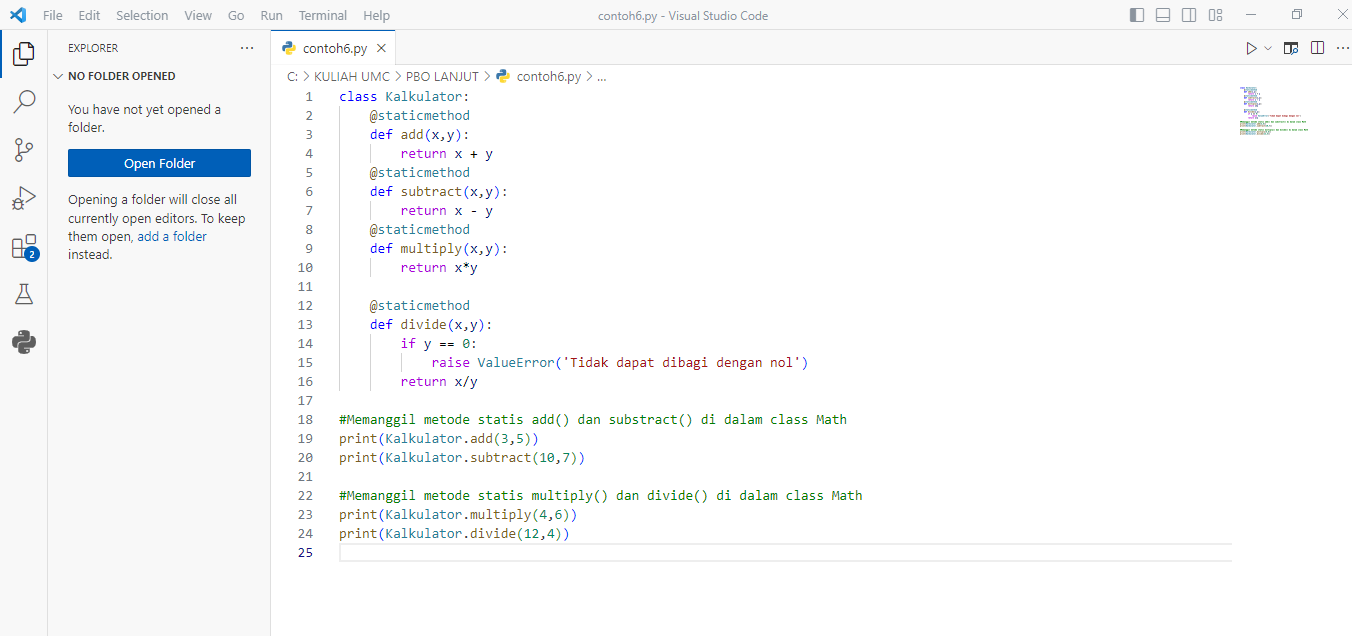 File Edit Selection View Go Run Terminal Help
contoh6.py - Visual Studio Code
EXPLORER
NO FOLDER OPENED
You have not yet opened a
folder.
Open Folder
Opening a folder will close all
currently open editors. To keep
them open, add a folder
instead.
2
contoh6.py
C: > KULIAH UMC > PBO LANJUT > contoh6.py > ...
1 class Kalkulator:
2 @staticmethod
3 def add(x,y):
4 return x + y
5 @staticmethod
6 def subtract(x,y):
7 return x - y
8 @staticmethod
9 def multiply(x,y):
10 return x*y
11
12 @staticmethod
13 def divide(x,y):
14 if y == 0:
15 raise ValueError('Tidak dapat dibagi dengan nol')
16 return x/y
17
18 #Memanggil metode statis add() dan substract() di dalam class Math
19 print(Kalkulator.add(3,5))
20 print(Kalkulator.subtract(10,7))
21
22 #Memanggil metode statis multiply() dan divide() di dalam class Math
23 print(Kalkulator.multiply(4,6))
24 print(Kalkulator.divide(12,4))
25